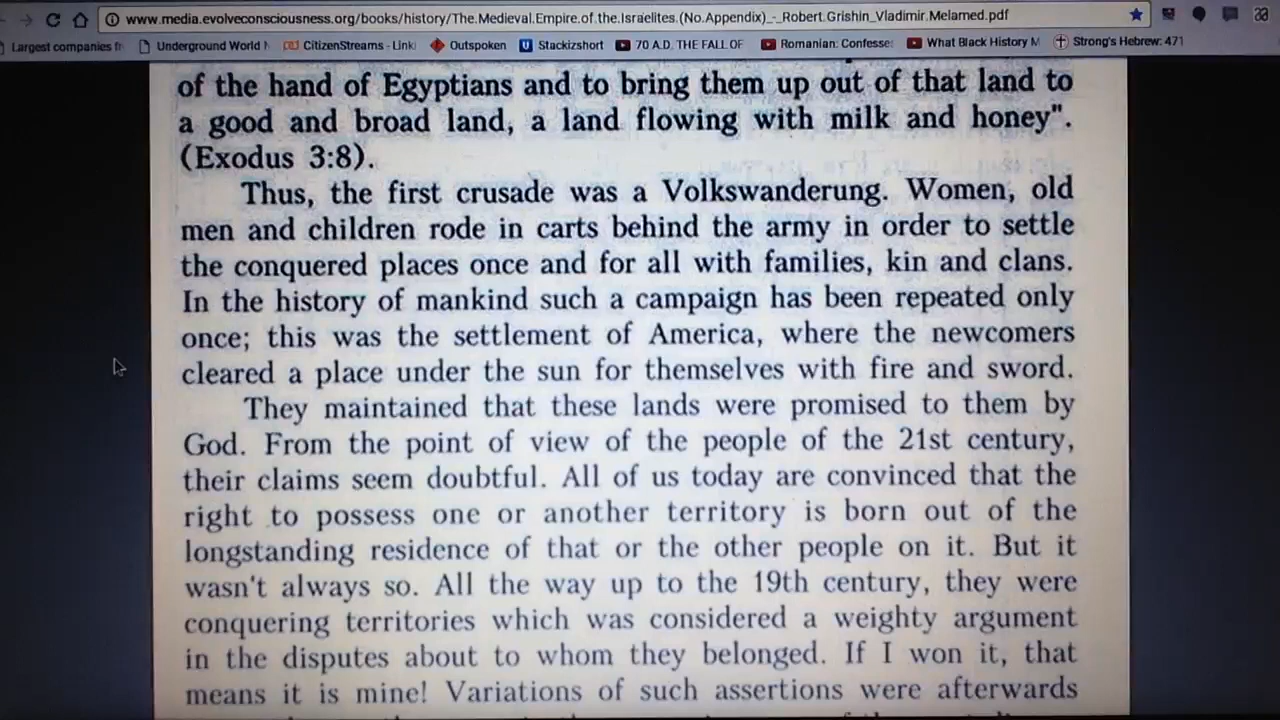 www.media.evolveconsciousness.org/books/history/The.Medieval.Empire.of.the.Israelites.(No.Appendix)_-_Robert.Grishin_Vladimir.Melamed.pdf
Largest companies Underground World CitizenStreams - Link Outspoken Stackizshort 70 A.D. THE FALL OF Romanian: Confesse What Black History M Strong's Hebrew: 471
of the hand of Egyptians and to bring them up out of that land to
a good and broad land, a land flowing with milk and honey".
(Exodus 3:8).
Thus, the first crusade was a Volkswanderung. Women, old
men and children rode in carts behind the army in order to settle
the conquered places once and for all with families, kin and clans.
In the history of mankind such a campaign has been repeated only
once; this was the settlement of America, where the newcomers
cleared a place under the sun for themselves with fire and sword.
They maintained that these lands were promised to them by
God. From the point of view of the people of the 21st century,
their claims seem doubtful. All of us today are convinced that the
right to possess one or another territory is born out of the
longstanding residence of that or the other people on it. But it
wasn't always so. All the way up to the 19th century, they were
conquering territories which was considered a weighty argument
in the disputes about to whom they belonged. If I won it, that
means it is mine! Variations of such assertions were afterwards